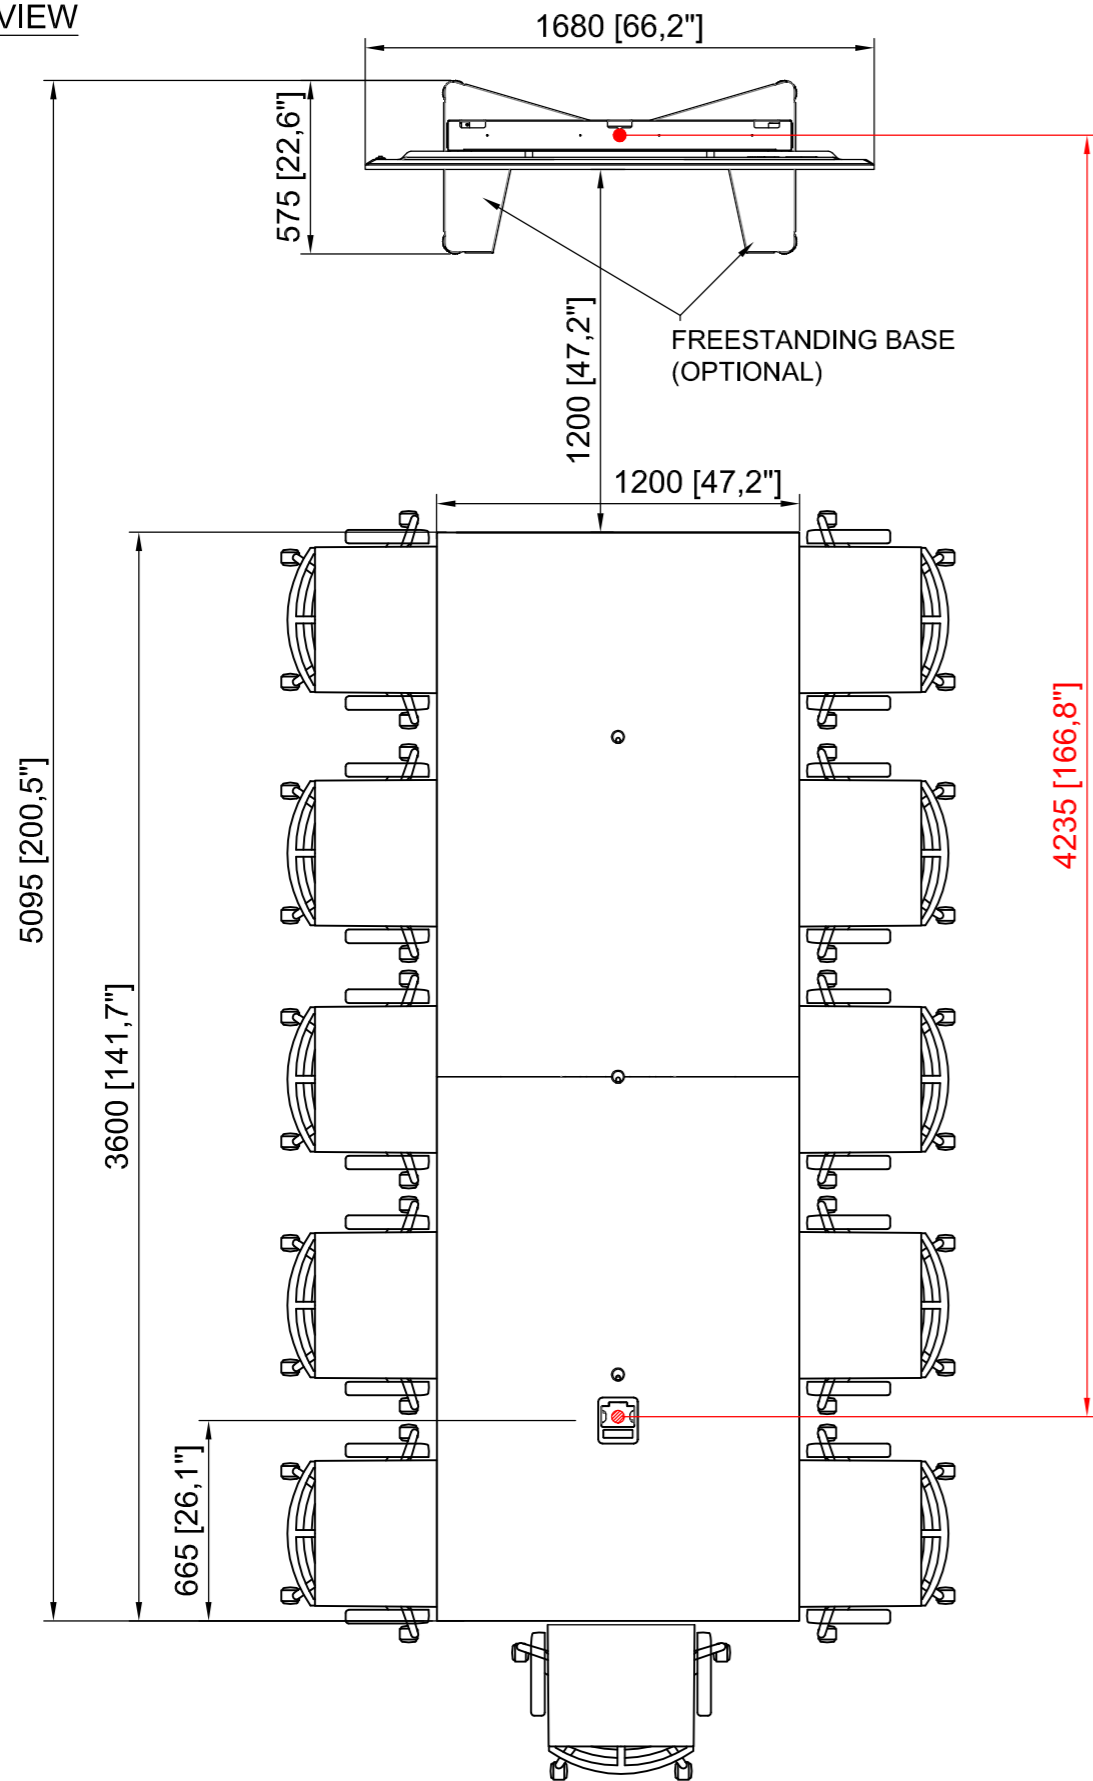 VIEW
1680 [66,2"]
575 [22,6"]
FREESTANDING BASE
(OPTIONAL)
1200 [47,2"]
1200 [47,2"]
4235 [166,8"]
5095 [200,5"]
3600 [141,7"]
665 [26,1"]